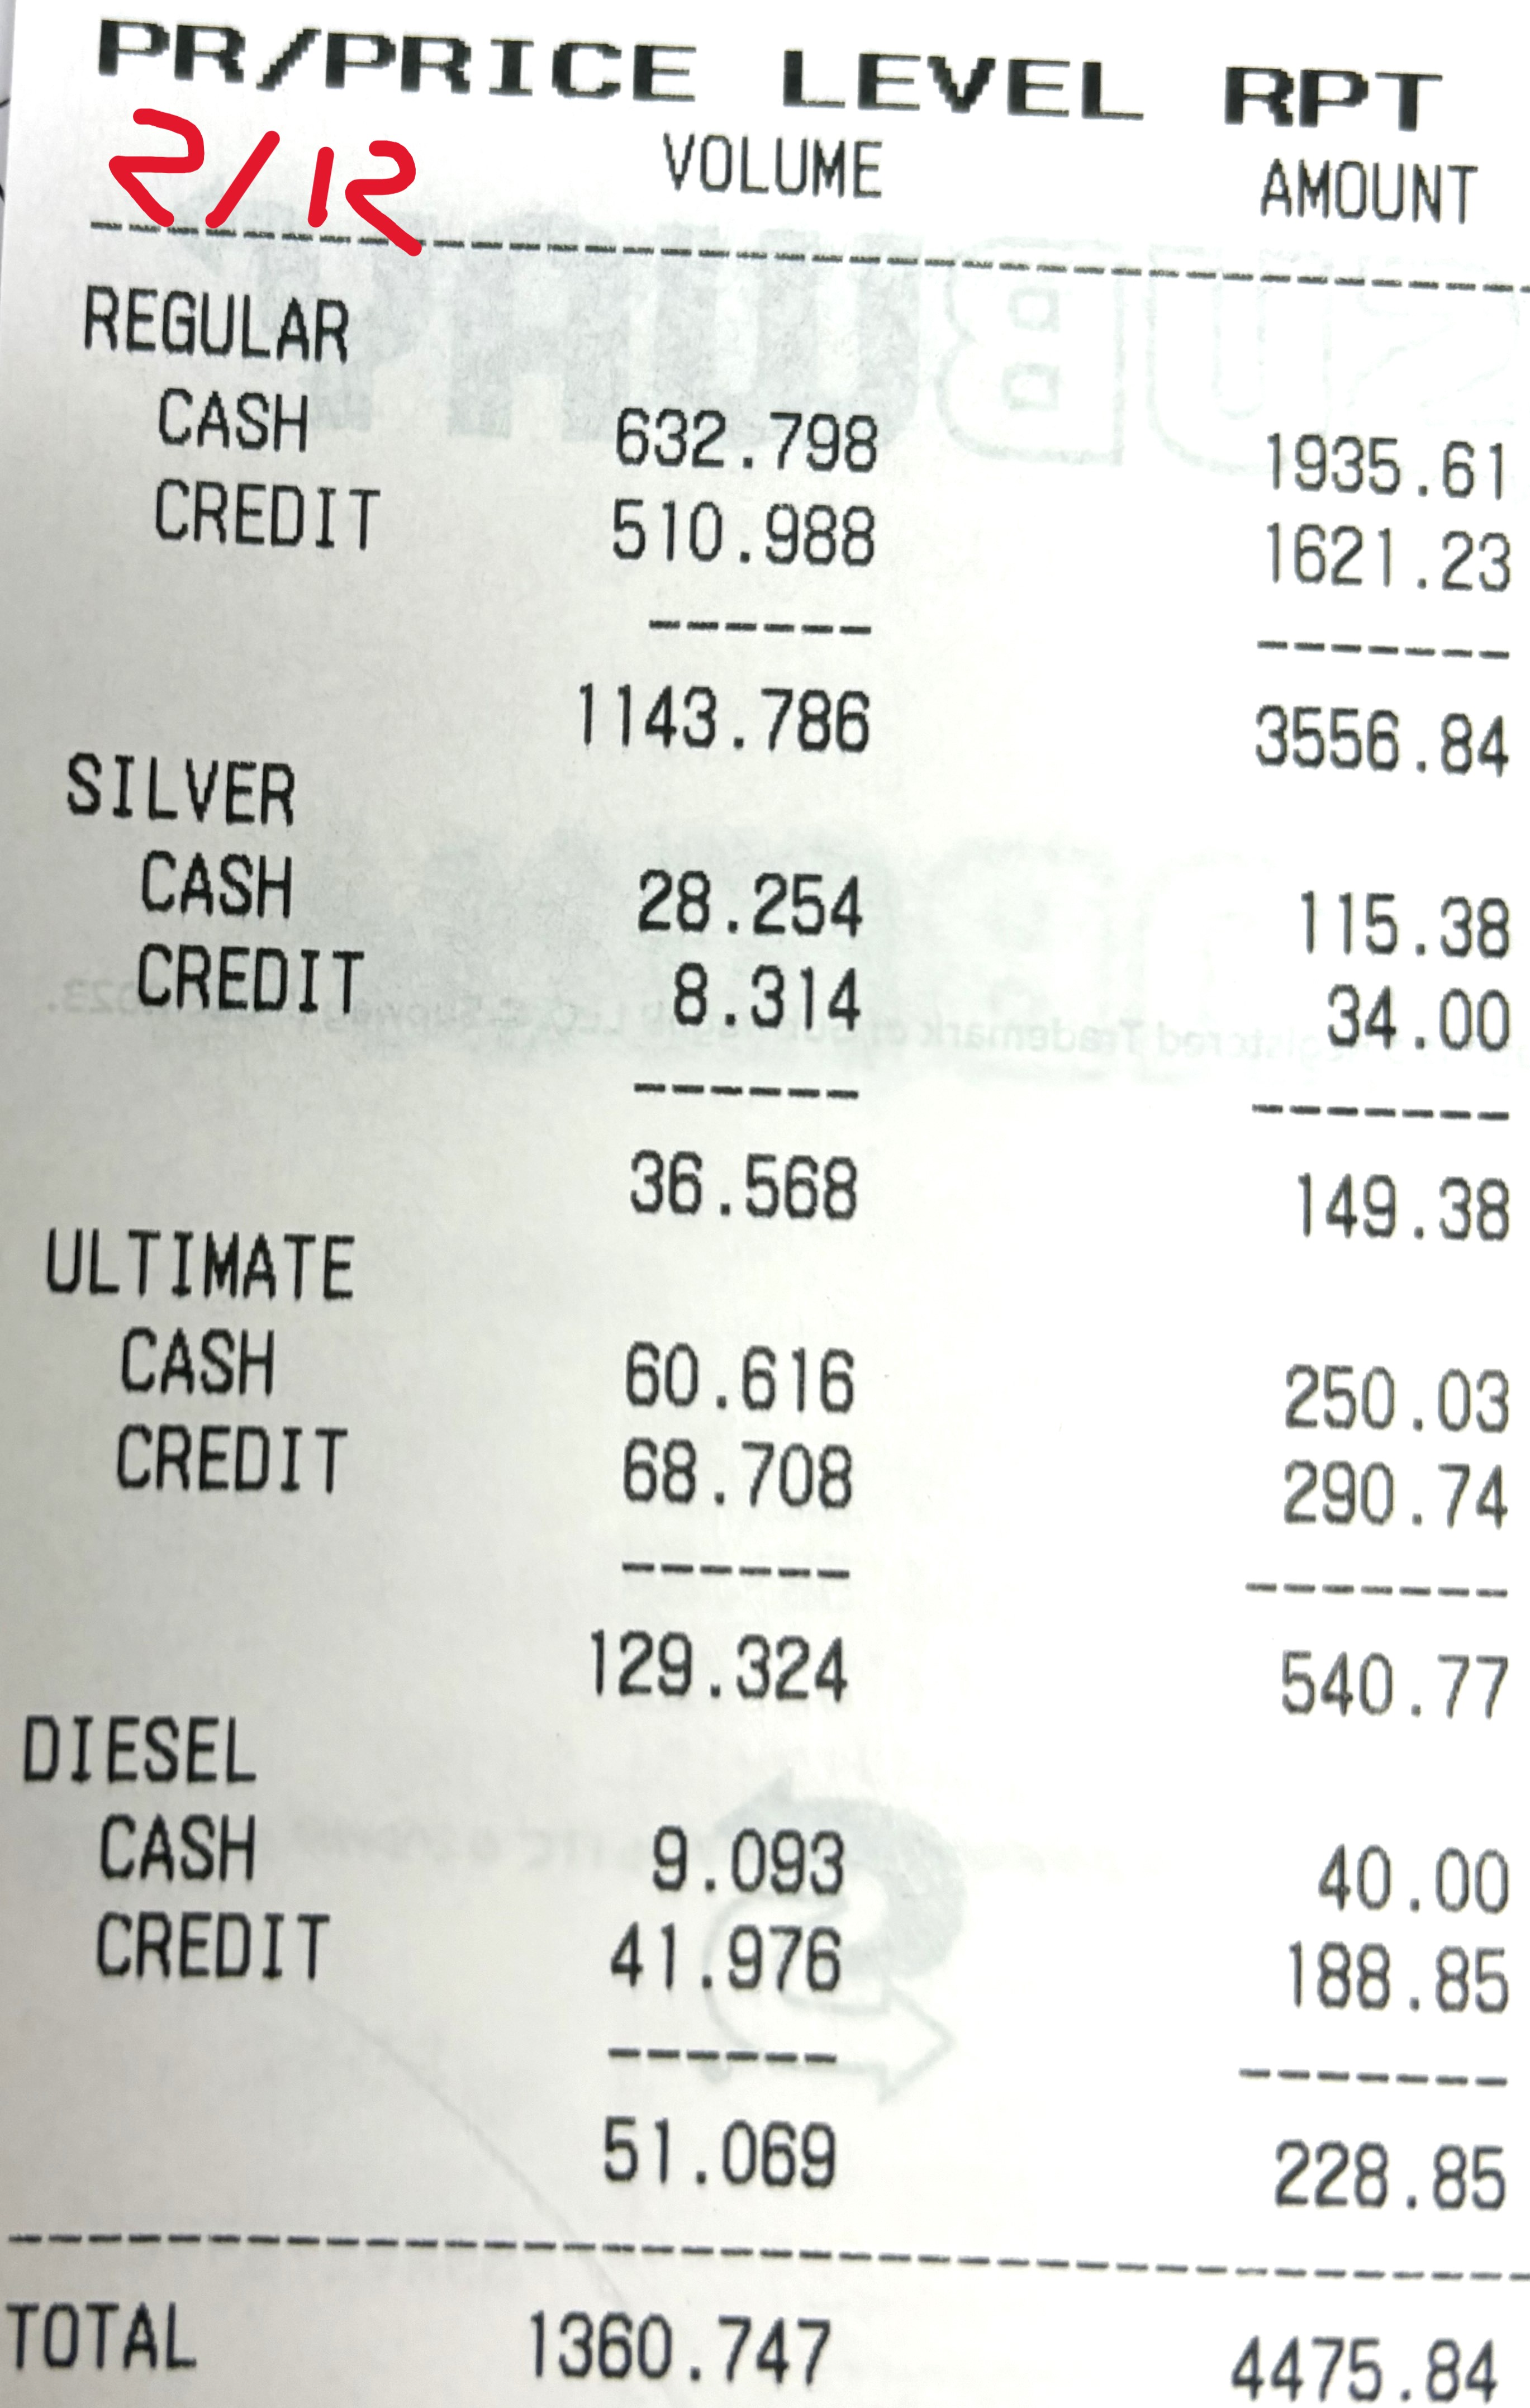 PR/PRICE LEVEL RPT
2/12 VOLUME AMOUNT
REGULAR
CASH 632.798 1935.61
CREDIT 510.988 1621.23
1143.786 3556.84
SILVER
CASH 28.254 115.38
CREDIT 8.314 34.00
36.568 149.38
ULTIMATE
CASH 60.616 250.03
CREDIT 68.708 290.74
129.324 540.77
DIESEL
CASH 9.093 40.00
CREDIT 41.976 188.85
51.069 228.85
TOTAL 1360.747 4475.84